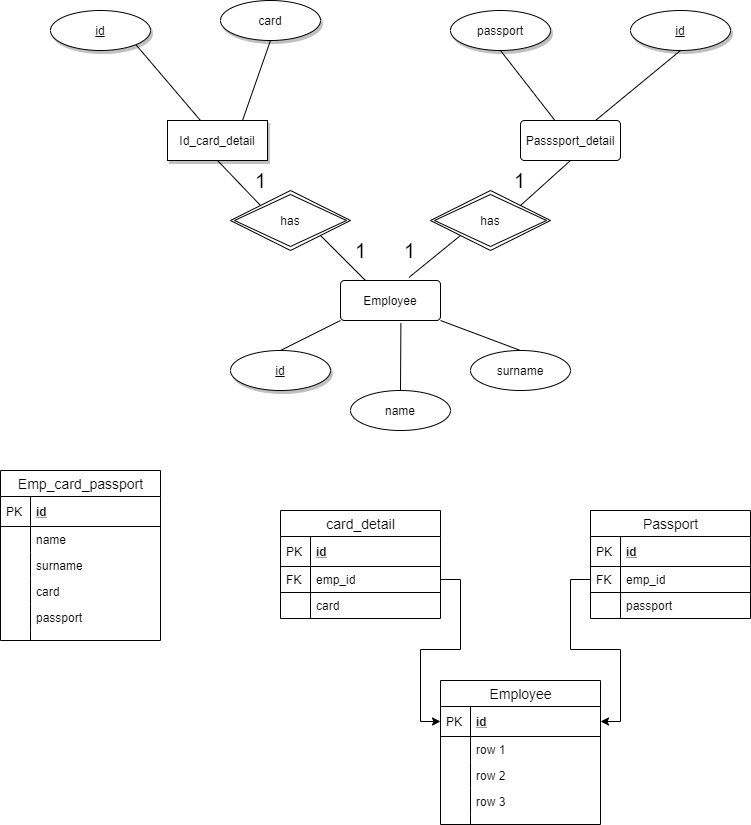 id
card
passport
id
Id_card_detail
Passsport_detail
1
1
has
has
1
1
Employee
id
surname
name
Emp_card_passport
PK id
name
surname
card
passport
card_detail
PK id
FK emp_id
card
Passport
PK id
FK emp_id
passport
Employee
PK id
row 1
row 2
row 3